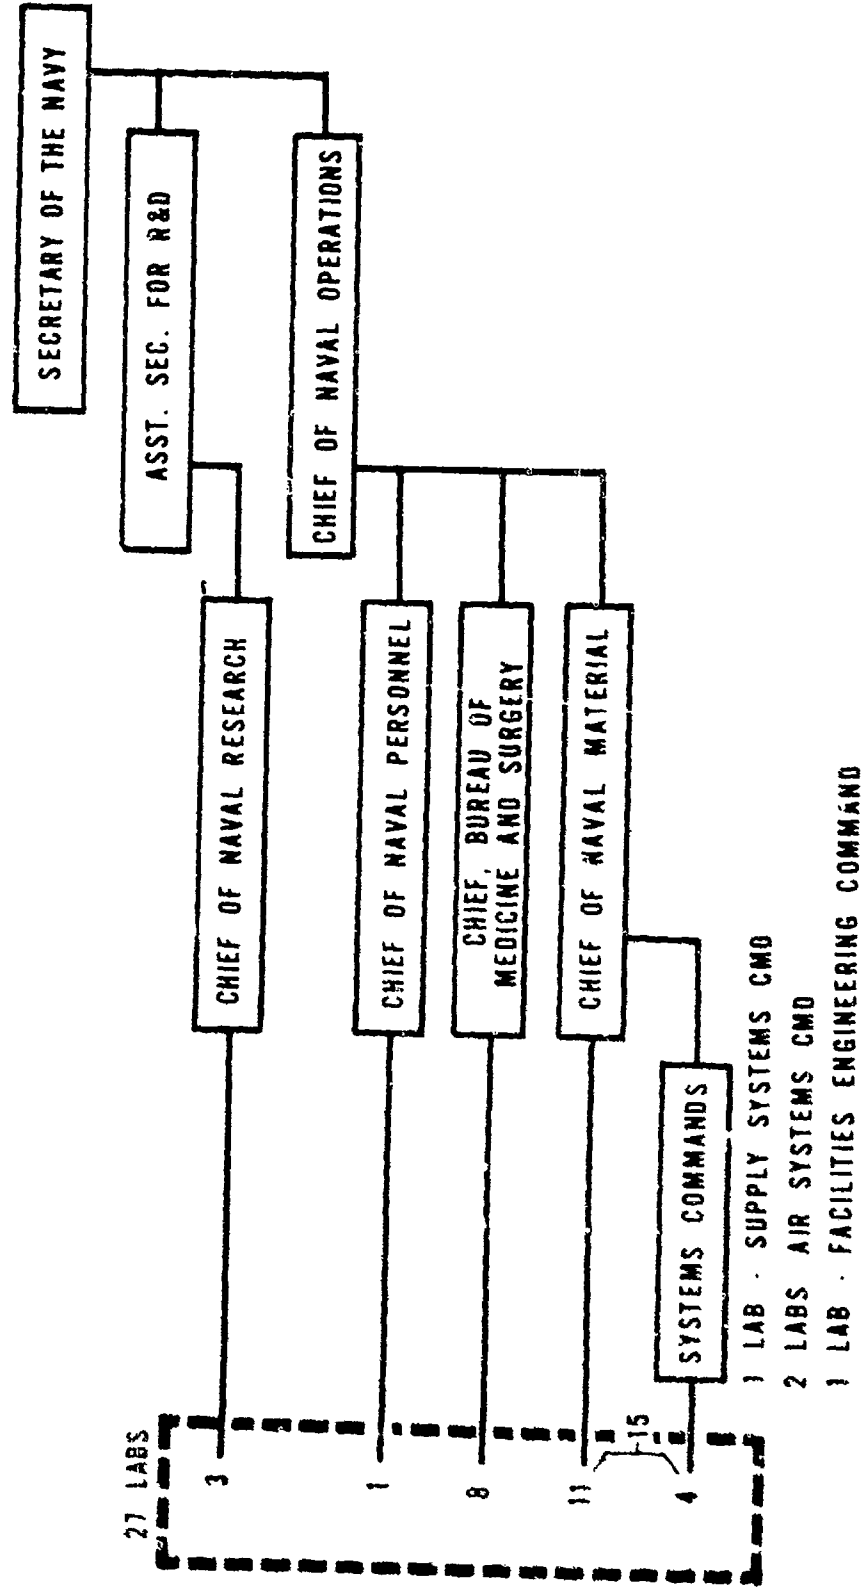 SECRETARY OF THE NAVY
ASST. SEC. FOR R&D
CHIEF OF NAVAL OPERATIONS
CHIEF OF NAVAL RESEARCH
CHIEF OF NAVAL PERSONNEL
CHIEF, BUREAU OF
MEDICINE AND SURGERY
CHIEF OF NAVAL MATERIAL
SYSTEMS COMMANDS
1 LAB - SUPPLY SYSTEMS CMD
2 LABS AIR SYSTEMS CMD
1 LAB - FACILITIES ENGINEERING COMMAND
27 LABS
3
1
8
11
15
4